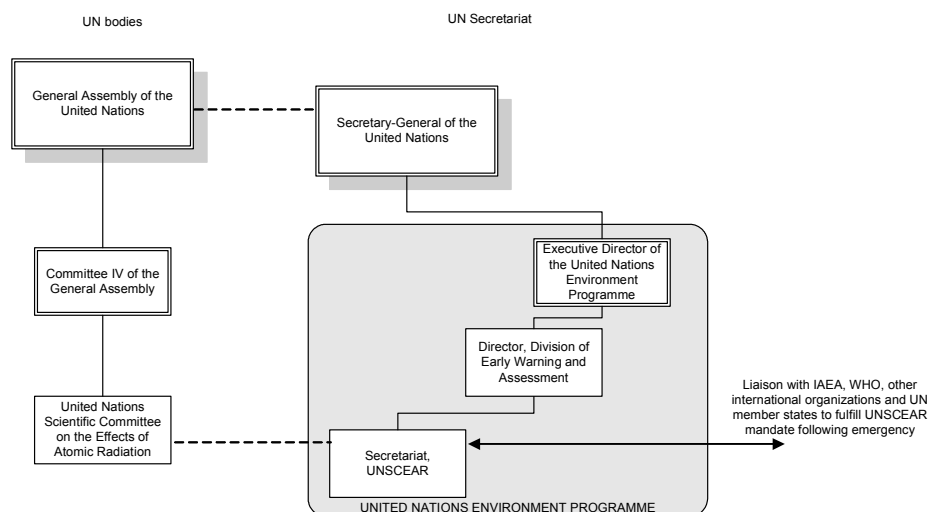 UN bodies
UN Secretariat
General Assembly of the
United Nations
Secretary-General of the
United Nations
Committee IV of the
General Assembly
Executive Director of
the United Nations
Environment
Programme
Director, Division of
Early Warning and
Assessment
United Nations
Scientific Committee
on the Effects of
Atomic Radiation
Secretariat,
UNSCEAR
Liaison with IAEA, WHO, other
international organizations and UN
member states to fulfill UNSCEAR
mandate following emergency
UNITED NATIONS ENVIRONMENT PROGRAMME